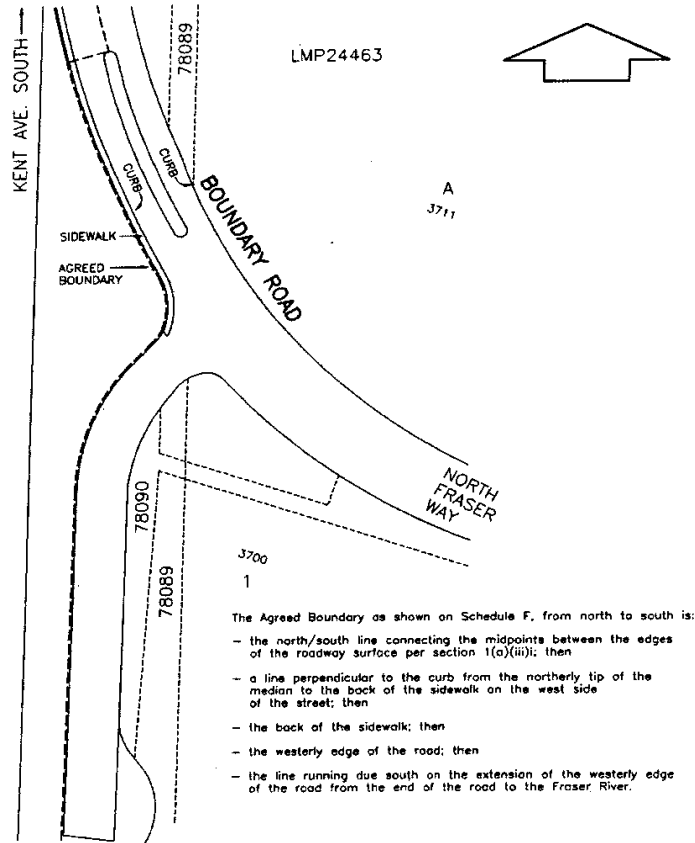 KENT AVE. SOUTH
78089
LMP24463
CURB
CURB
BOUNDARY ROAD
A
3711
SIDEWALK
AGREED
BOUNDARY
NORTH
FRASER
WAY
78090
78089
3700
1
The Agreed Boundary as shown on Schedule F, from north to south is:
– the north/south line connecting the midpoints between the edges
of the roadway surface per section 1(a)(iii)i; then
– a line perpendicular to the curb from the northerly tip of the
median to the back of the sidewalk on the west side
of the street; then
– the back of the sidewalk; then
– the westerly edge of the road; then
– the line running due south on the extension of the westerly edge
of the road from the end of the road to the Fraser River.